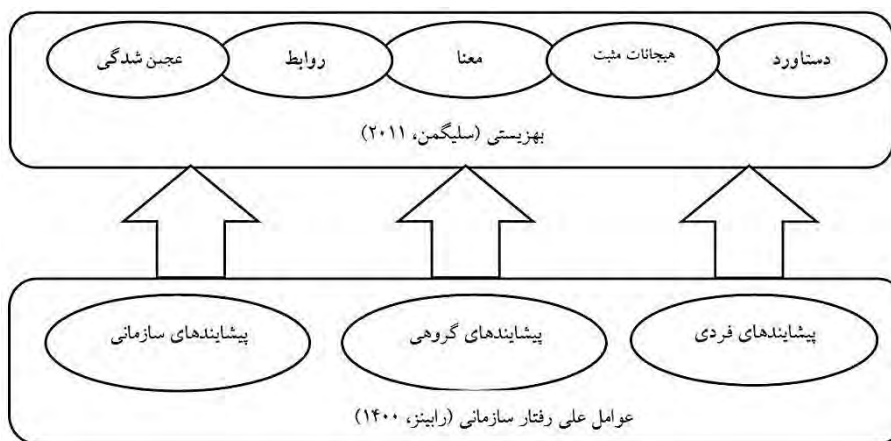 دستاورد
هیجانات مثبت
معنا
روابط
عجین شدگی
بهزیستی (سلیگمن، ۲۰۱۱)
پیشایندهای فردی
پیشایندهای گروهی
پیشایندهای سازمانی
عوامل علی رفتار سازمانی (رابینز، ۱۴۰۰)